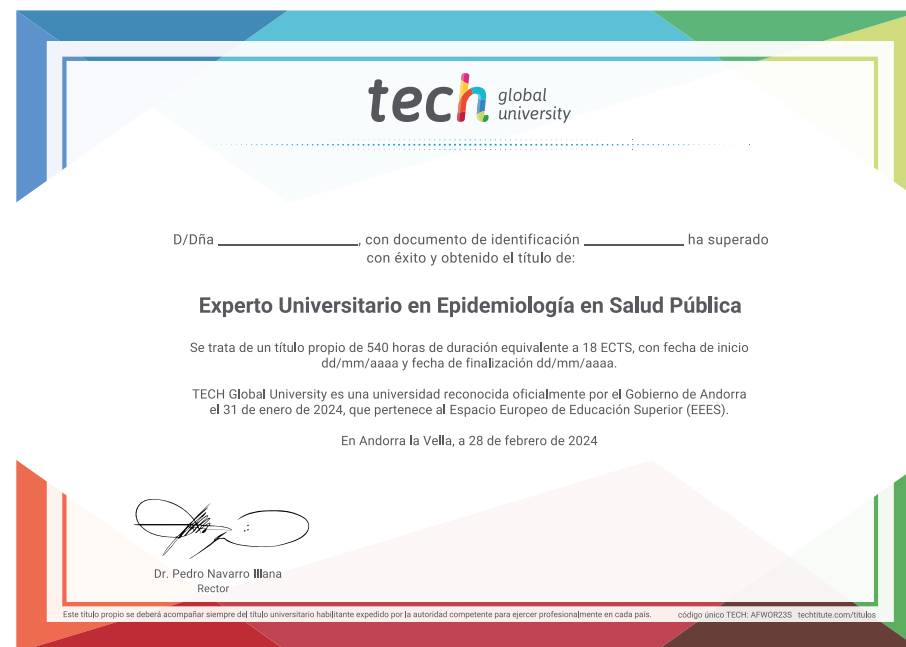 tech global university
D/Dña , con documento de identificación ha superado
con éxito y obtenido el título de:
Experto Universitario en Epidemiología en Salud Pública
Se trata de un título propio de 540 horas de duración equivalente a 18 ECTS, con fecha de inicio
dd/mm/aaaa y fecha de finalización dd/mm/aaaa.
TECH Global University es una universidad reconocida oficialmente por el Gobierno de Andorra
el 31 de enero de 2024, que pertenece al Espacio Europeo de Educación Superior (EEES).
En Andorra la Vella, a 28 de febrero de 2024
Dr. Pedro Navarro Illana
Rector
Este título propio se deberá acompañar siempre del título universitario habilitante expedido por la autoridad competente para ejercer profesionalmente en cada país. código único TECH: AFWOR23S techtitute.com/titulos